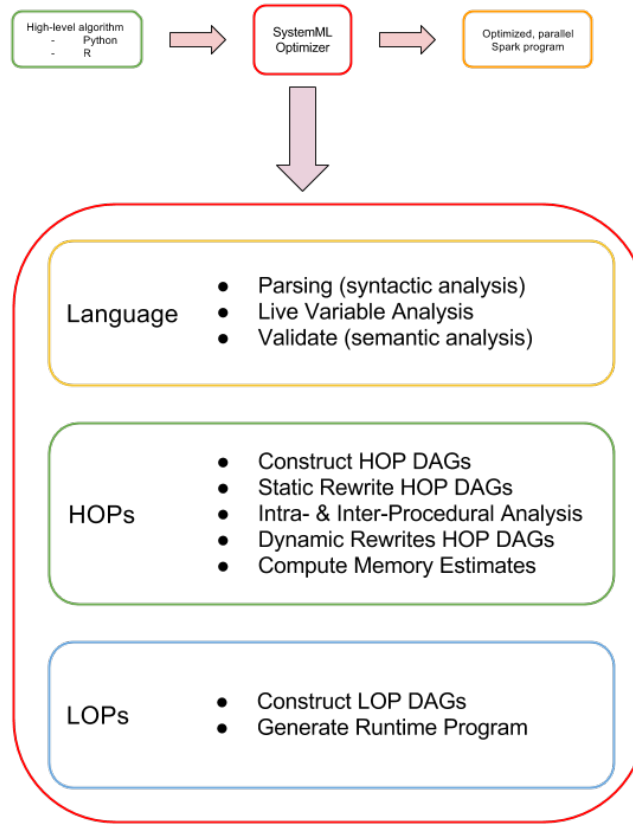 High-level algorithm
- Python
- R
SystemML
Optimizer
Optimized, parallel
Spark program
Language
● Parsing (syntactic analysis)
● Live Variable Analysis
● Validate (semantic analysis)
HOPs
● Construct HOP DAGs
● Static Rewrite HOP DAGs
● Intra- & Inter-Procedural Analysis
● Dynamic Rewrites HOP DAGs
● Compute Memory Estimates
LOPs
● Construct LOP DAGs
● Generate Runtime Program